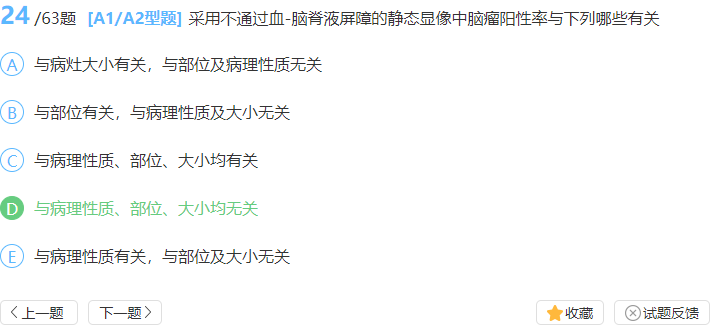 24/63题 [A1/A2型题] 采用不通过血-脑脊液屏障的静态显像中脑瘤阳性率与下列哪些有关
A 与病灶大小有关，与部位及病理性质无关
B 与部位有关，与病理性质及大小无关
C 与病理性质、部位、大小均有关
D 与病理性质、部位、大小均无关
E 与病理性质有关，与部位及大小无关
上一题 下一题 收藏 试题反馈